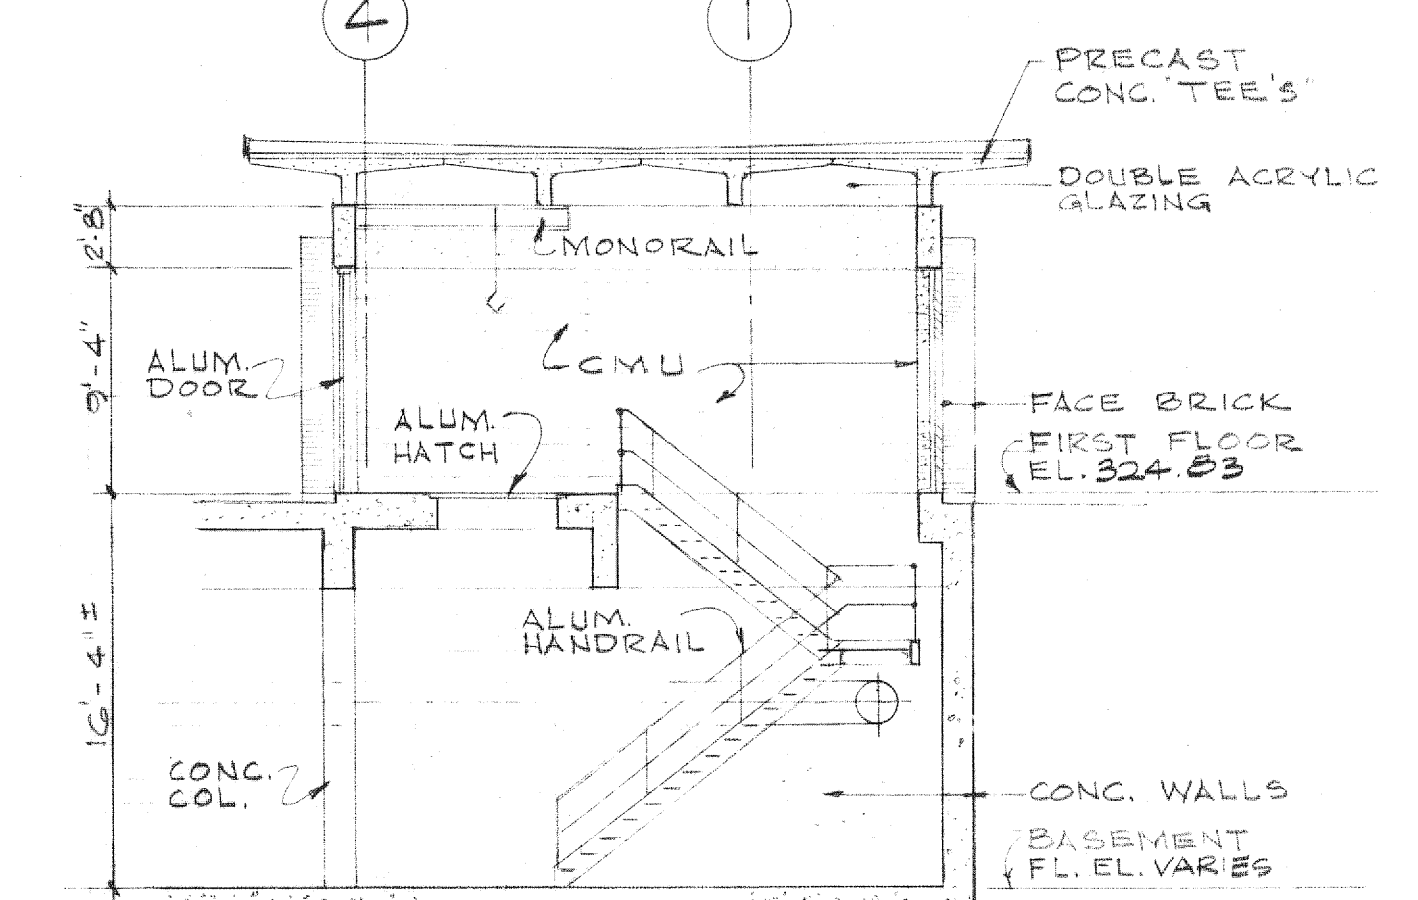 4
1
PRECAST
CONC. "TEE'S"
DOUBLE ACRYLIC
GLAZING
2'-8"
MONORAIL
9'-4"
ALUM.
DOOR
CMU
ALUM.
HATCH
FACE BRICK
FIRST FLOOR
EL. 324.83
16'-4"±
ALUM.
HANDRAIL
CONC.
COL.
CONC. WALLS
BASEMENT
FL. EL. VARIES